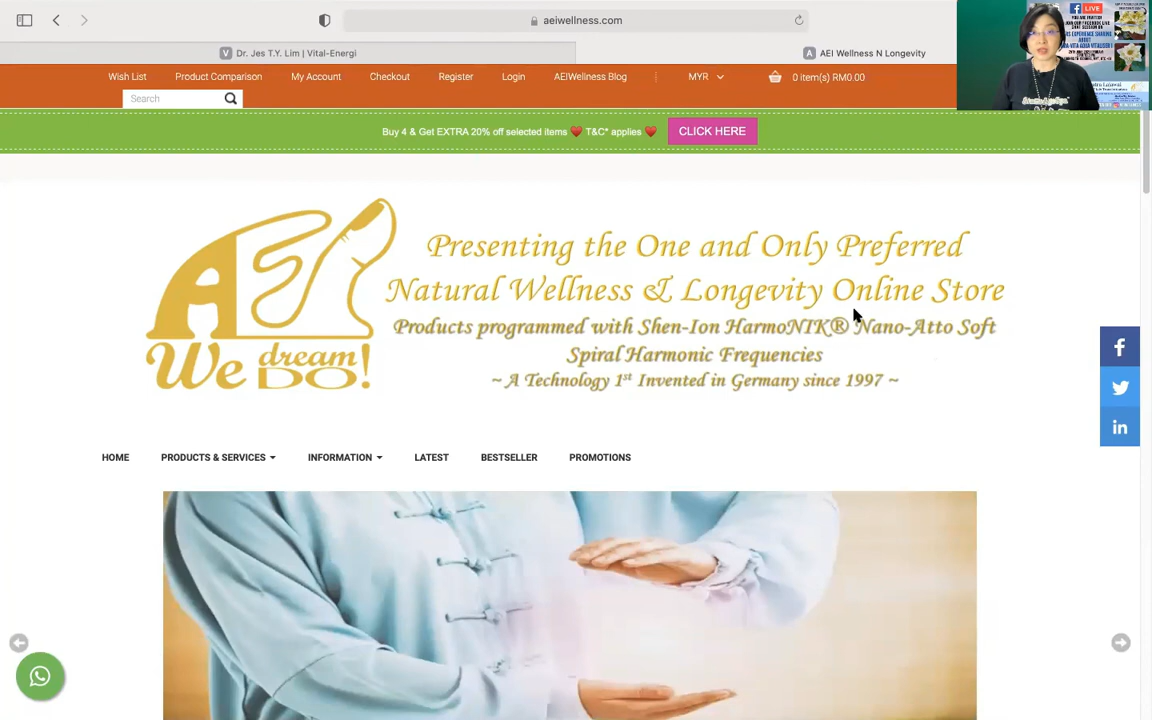 aeiwellness.com
V Dr. Jes T.Y. Lim | Vital-Energi
A AEI Wellness N Longevity
Wish List Product Comparison My Account Checkout Register Login AEIWellness Blog | MYR 0 item(s) RM0.00
Search
Buy 4 & Get EXTRA 20% off selected items ❤️ T&C* applies ❤️ CLICK HERE
AEI
We dream DO!
Presenting the One and Only Preferred
Natural Wellness & Longevity Online Store
Products programmed with Shen-Ion HarmoNIK® Nano-Atto Soft
Spiral Harmonic Frequencies
~ A Technology 1st Invented in Germany since 1997 ~
HOME PRODUCTS & SERVICES INFORMATION LATEST BESTSELLER PROMOTIONS
f
in
f LIVE